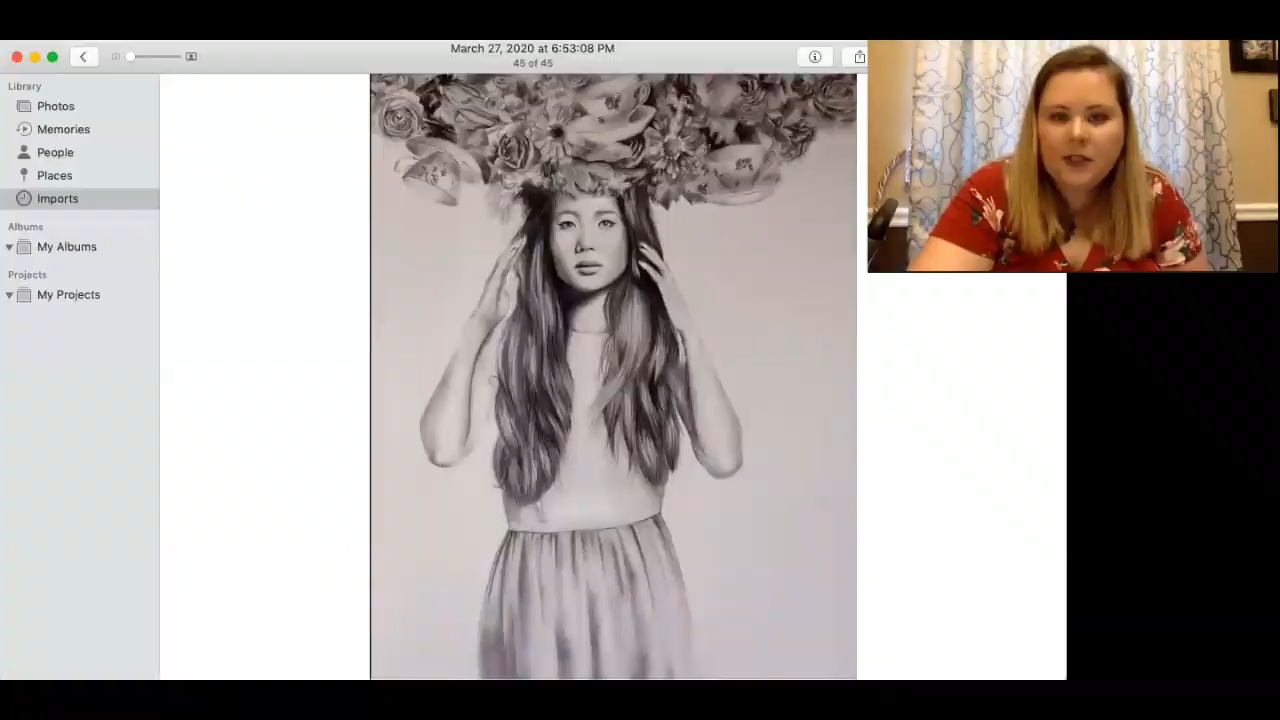 March 27, 2020 at 6:53:08 PM
45 of 45
Library
Photos
Memories
People
Places
Imports
Albums
My Albums
Projects
My Projects